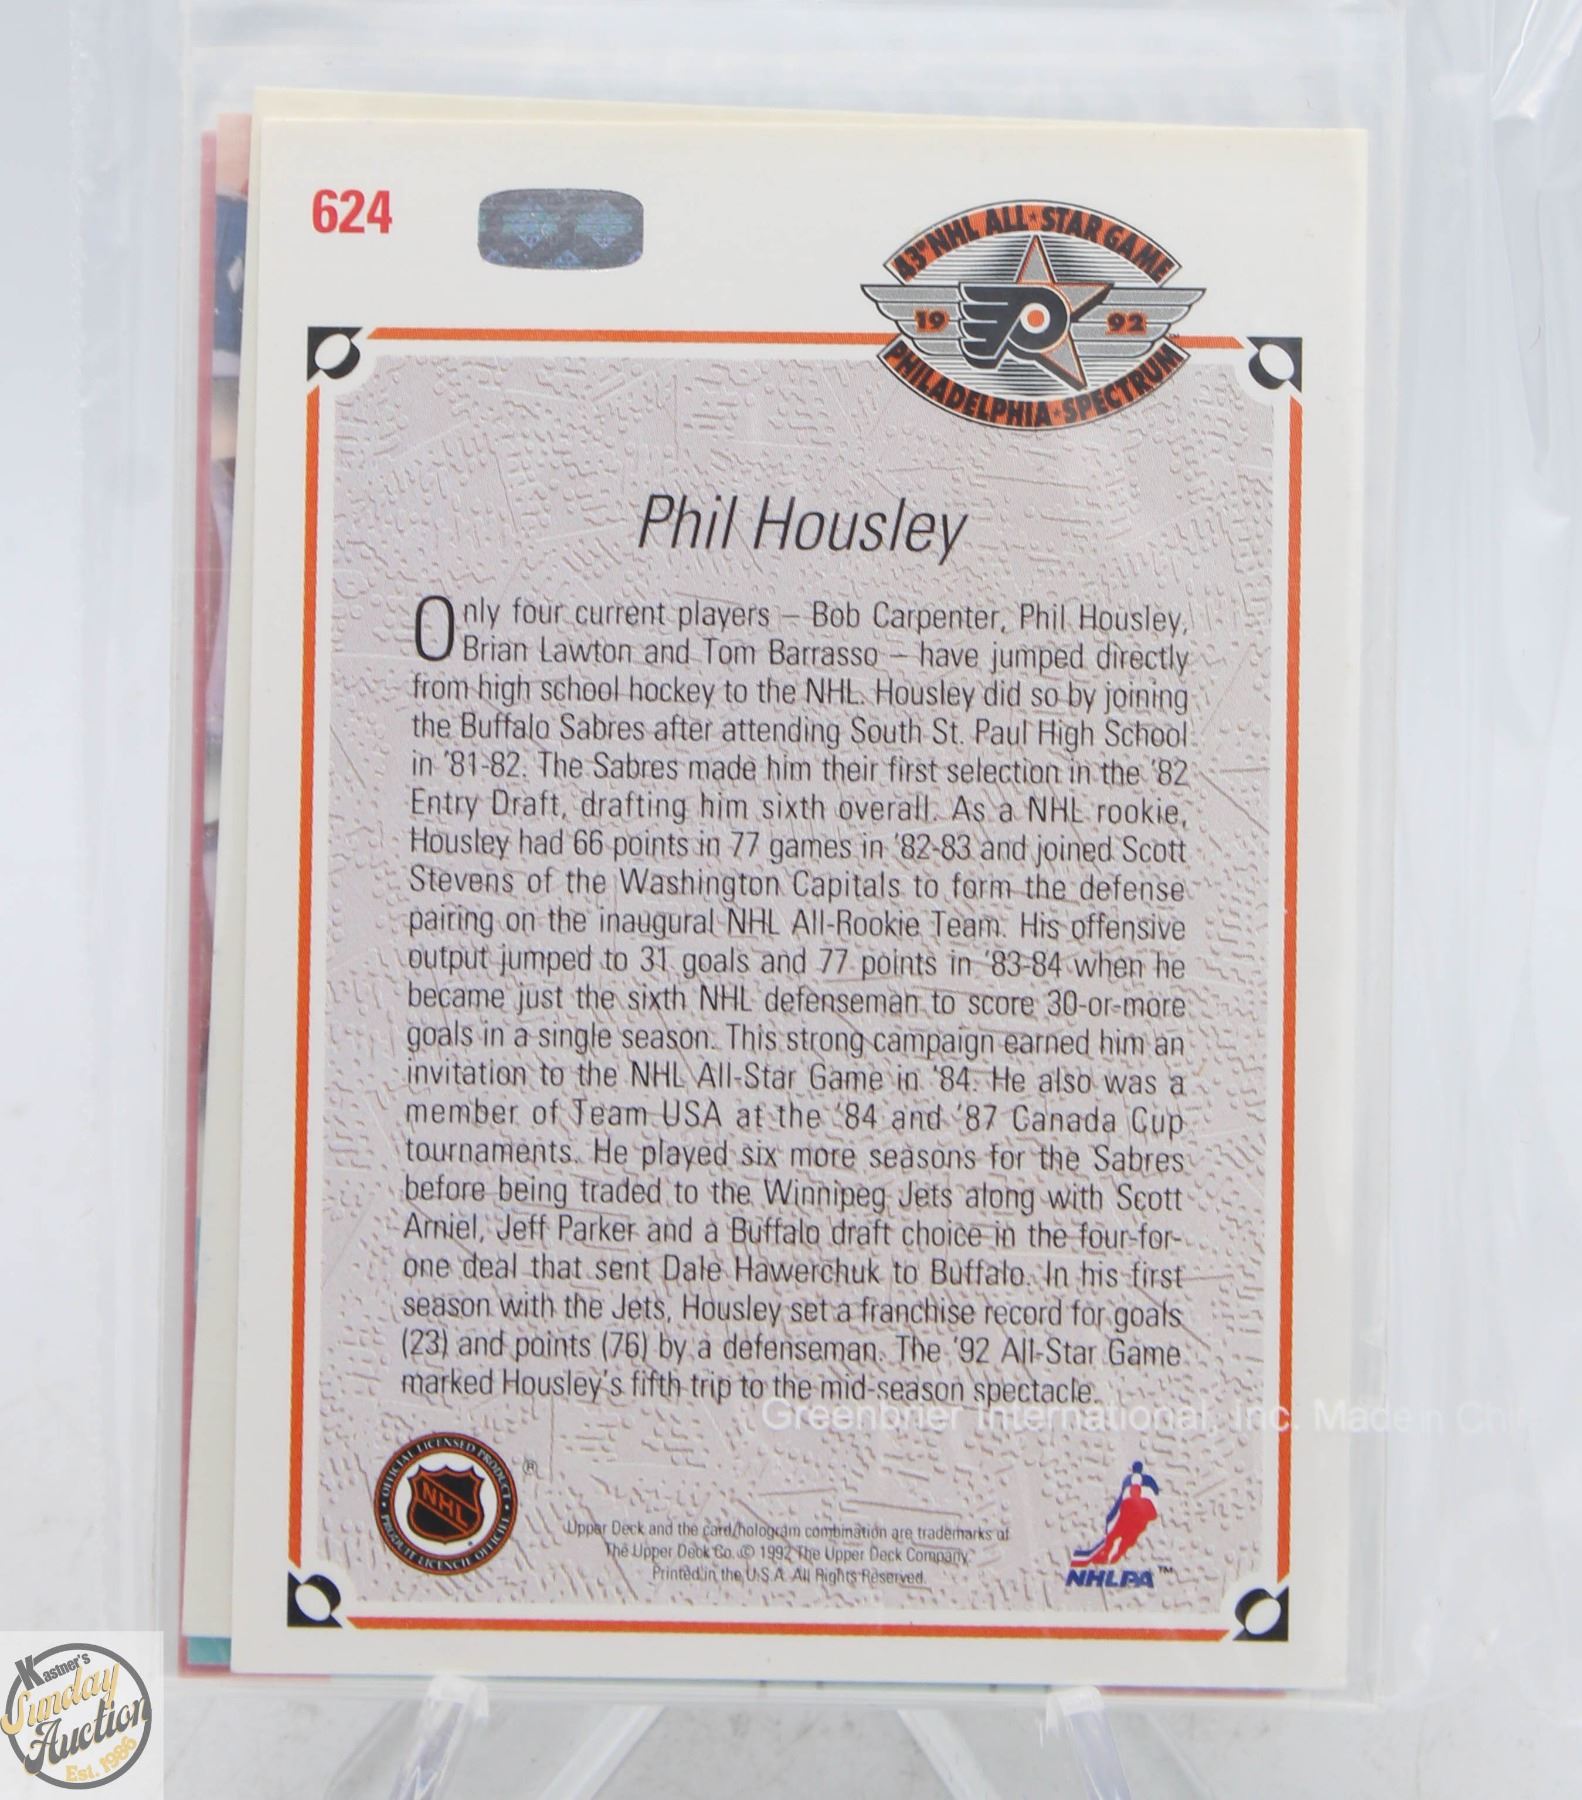 624
43RD NHL ALL★STAR GAME
19 92
PHILADELPHIA★SPECTRUM
Phil Housley
Only four current players – Bob Carpenter, Phil Housley,
Brian Lawton and Tom Barrasso – have jumped directly
from high school hockey to the NHL. Housley did so by joining
the Buffalo Sabres after attending South St. Paul High School
in '81-82. The Sabres made him their first selection in the '82
Entry Draft, drafting him sixth overall. As a NHL rookie,
Housley had 66 points in 77 games in '82-83 and joined Scott
Stevens of the Washington Capitals to form the defense
pairing on the inaugural NHL All-Rookie Team. His offensive
output jumped to 31 goals and 77 points in '83-84 when he
became just the sixth NHL defenseman to score 30-or-more
goals in a single season. This strong campaign earned him an
invitation to the NHL All-Star Game in '84. He also was a
member of Team USA at the '84 and '87 Canada Cup
tournaments. He played six more seasons for the Sabres
before being traded to the Winnipeg Jets along with Scott
Arniel, Jeff Parker and a Buffalo draft choice in the four-for-
one deal that sent Dale Hawerchuk to Buffalo. In his first
season with the Jets, Housley set a franchise record for goals
(23) and points (76) by a defenseman. The '92 All-Star Game
marked Housley's fifth trip to the mid-season spectacle.
Greenbrier International, Inc. Made in
OFFICIAL LICENSED PRODUCT
NHL
PRODUIT LICENCIE OFFICIEL
®
Upper Deck and the card/hologram combination are trademarks of
The Upper Deck Co. © 1992 The Upper Deck Company.
Printed in the U.S.A. All Rights Reserved.
NHLPA™
Kastner's
Sunday
Auction
Est. 1986